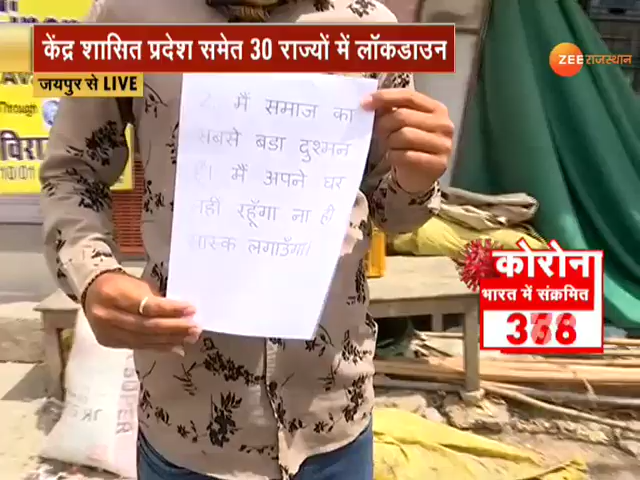 केंद्र शासित प्रदेश समेत 30 राज्यों में लॉकडाउन
जयपुर से LIVE
ZEE राजस्थान
मैं समाज का
सबसे बडा दुश्मन
मैं अपने घर
नही रहूँगा ना ही
मास्क लगाउँगा।
कोरोना
भारत में संक्रमित